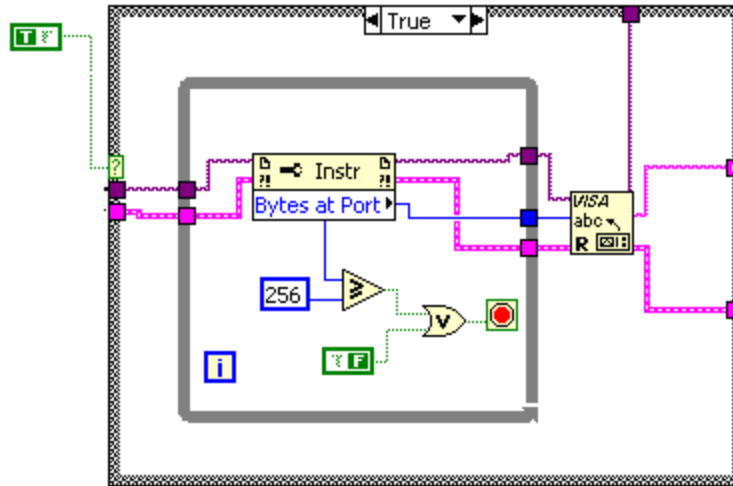 True
T
?
Instr
?!
?!
Bytes at Port
VISA
abc
R
256
≥
V
F
i